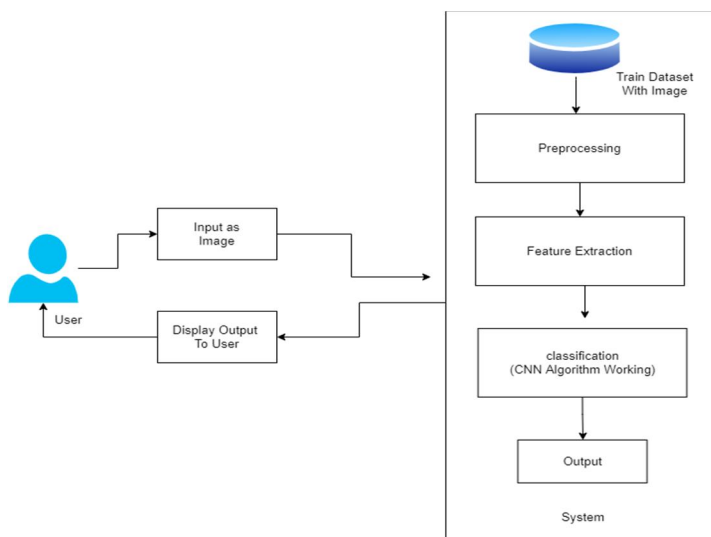 Train Dataset
With Image
Preprocessing
Input as
Image
Feature Extraction
User
Display Output
To User
classification
(CNN Algorithm Working)
Output
System